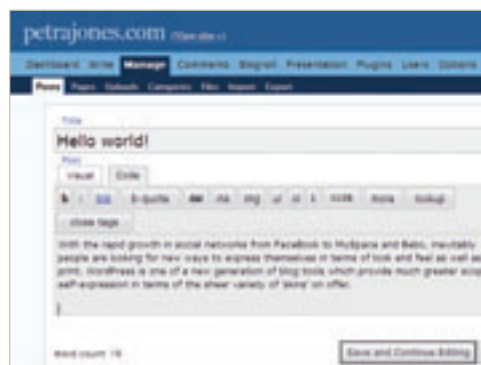 petrajones.com (View site »)
Dashboard Write Manage Comments Blogroll Presentation Plugins Users Options
Posts Pages Uploads Categories Files Import Export
Title
Hello world!
Post
Visual Code
b i link b-quote del ins img ul ol li code more lookup
close tags
With the rapid growth in social networks from FaceBook to MySpace and Bebo, inevitably
people are looking for new ways to express themselves in terms of look and feel as well as
print. WordPress is one of a new generation of blog tools which provide much greater scop
self-expression in terms of the sheer variety of 'skins' on offer.
Word count:
Save and Continue Editing